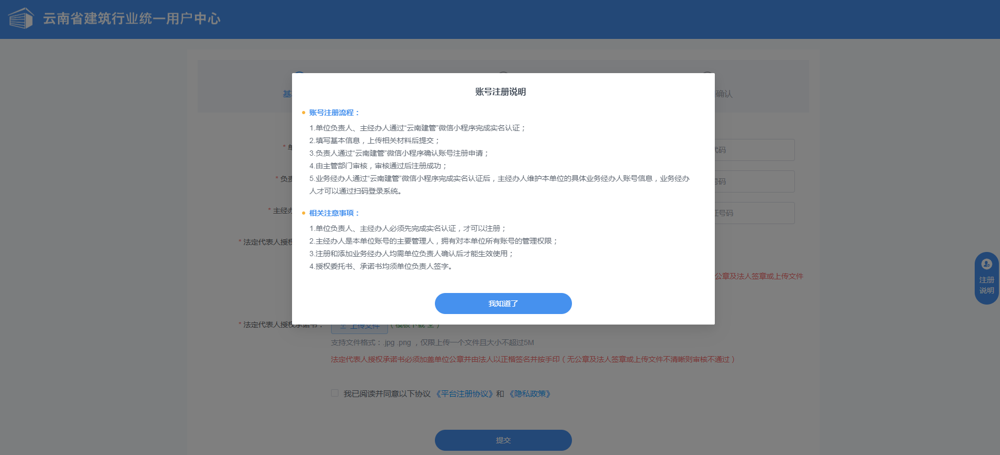 云南省建筑行业统一用户中心
基
确认
账号注册说明
账号注册流程：
1.单位负责人、主经办人通过“云南建管”微信小程序完成实名认证；
2.填写基本信息，上传相关材料后提交；
3.负责人通过“云南建管”微信小程序确认账号注册申请；
4.由主管部门审核，审核通过后注册成功；
5.业务经办人通过“云南建管”微信小程序完成实名认证后，主经办人维护本单位的具体业务经办人账号信息，业务经办
人才可以通过扫码登录系统。
相关注意事项：
1.单位负责人、主经办人必须先完成实名认证，才可以注册；
2.主经办人是本单位账号的主要管理人，拥有对本单位所有账号的管理权限；
3.注册和添加业务经办人均需单位负责人确认后才能生效使用；
4.授权委托书、承诺书均须单位负责人签字。
我知道了
* 单
代码
* 负责
号码
* 主经办
证号码
* 法定代表人授权
公章及法人签章或上传文件
注册
说明
* 法定代表人授权承诺书：
上传文件
（模板下载）
支持文件格式：.jpg .png ，仅限上传一个文件且大小不超过5M
法定代表人授权承诺书必须加盖单位公章并由法人以正楷签名并按手印（无公章及法人签章或上传文件不清晰则审核不通过）
我已阅读并同意以下协议 《平台注册协议》和 《隐私政策》
提交